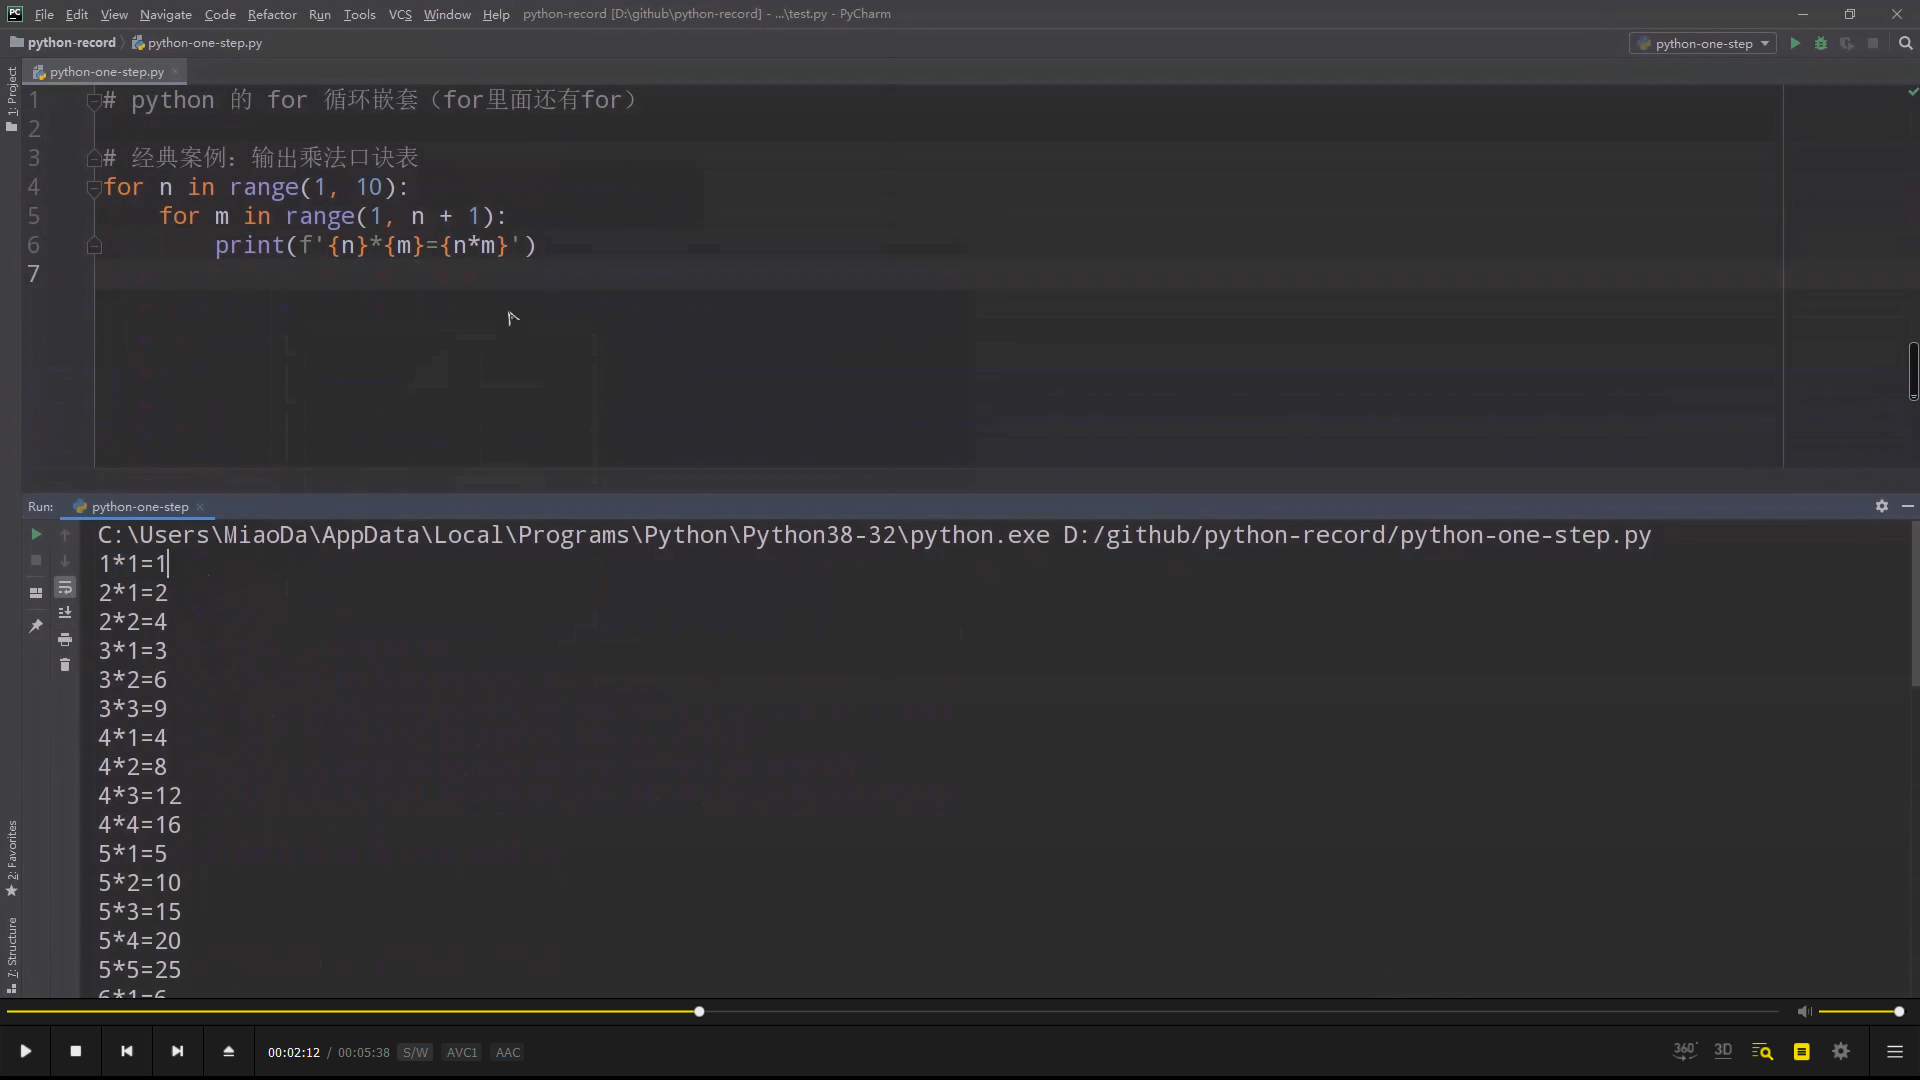 File Edit View Navigate Code Refactor Run Tools VCS Window Help python-record [D:\github\python-record] - ...\test.py - PyCharm
python-record python-one-step.py python-one-step
1: Project
python-one-step.py
1 # python 的 for 循环嵌套（for里面还有for）
2
3 # 经典案例：输出乘法口诀表
4 for n in range(1, 10):
5 for m in range(1, n + 1):
6 print(f'{n}*{m}={n*m}')
7
Run: python-one-step
C:\Users\MiaoDa\AppData\Local\Programs\Python\Python38-32\python.exe D:/github/python-record/python-one-step.py
1*1=1
2*1=2
2*2=4
3*1=3
3*2=6
3*3=9
4*1=4
4*2=8
4*3=12
4*4=16
5*1=5
5*2=10
5*3=15
5*4=20
5*5=25
6*1=6
2: Favorites
7: Structure
00:02:12 / 00:05:38 S/W AVC1 AAC
360° 3D